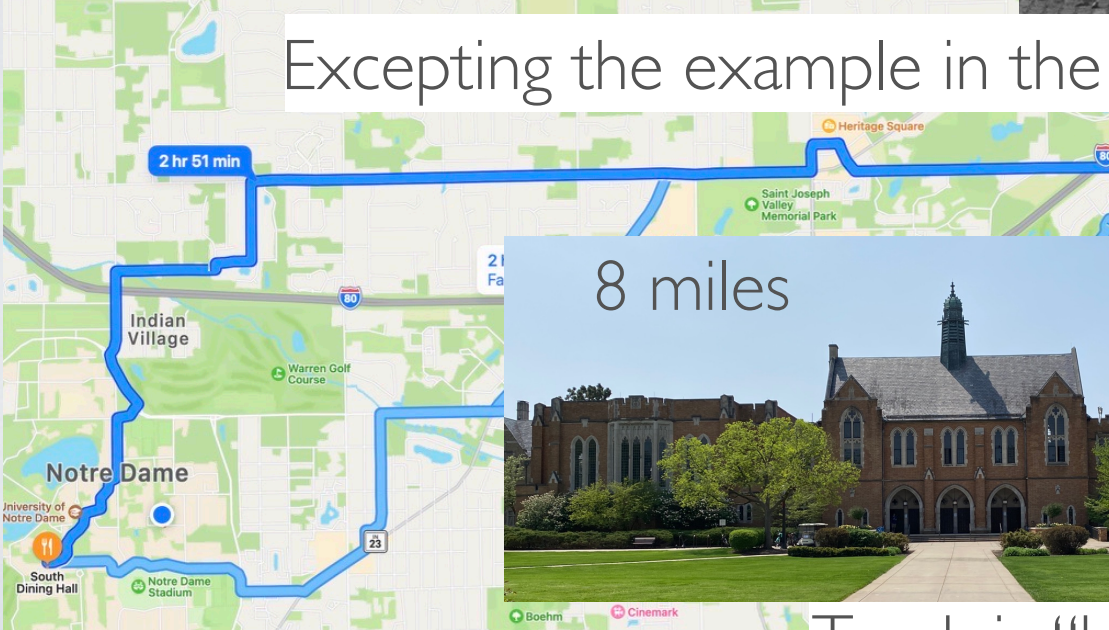 Excepting the example in the
Heritage Square
2 hr 51 min
80
Saint Joseph
Valley
Memorial Park
8 miles
80
Indian
Village
Warren Golf
Course
Notre Dame
University of
Notre Dame
IN
23
South
Dining Hall
Notre Dame
Stadium
Boehm
Cinemark